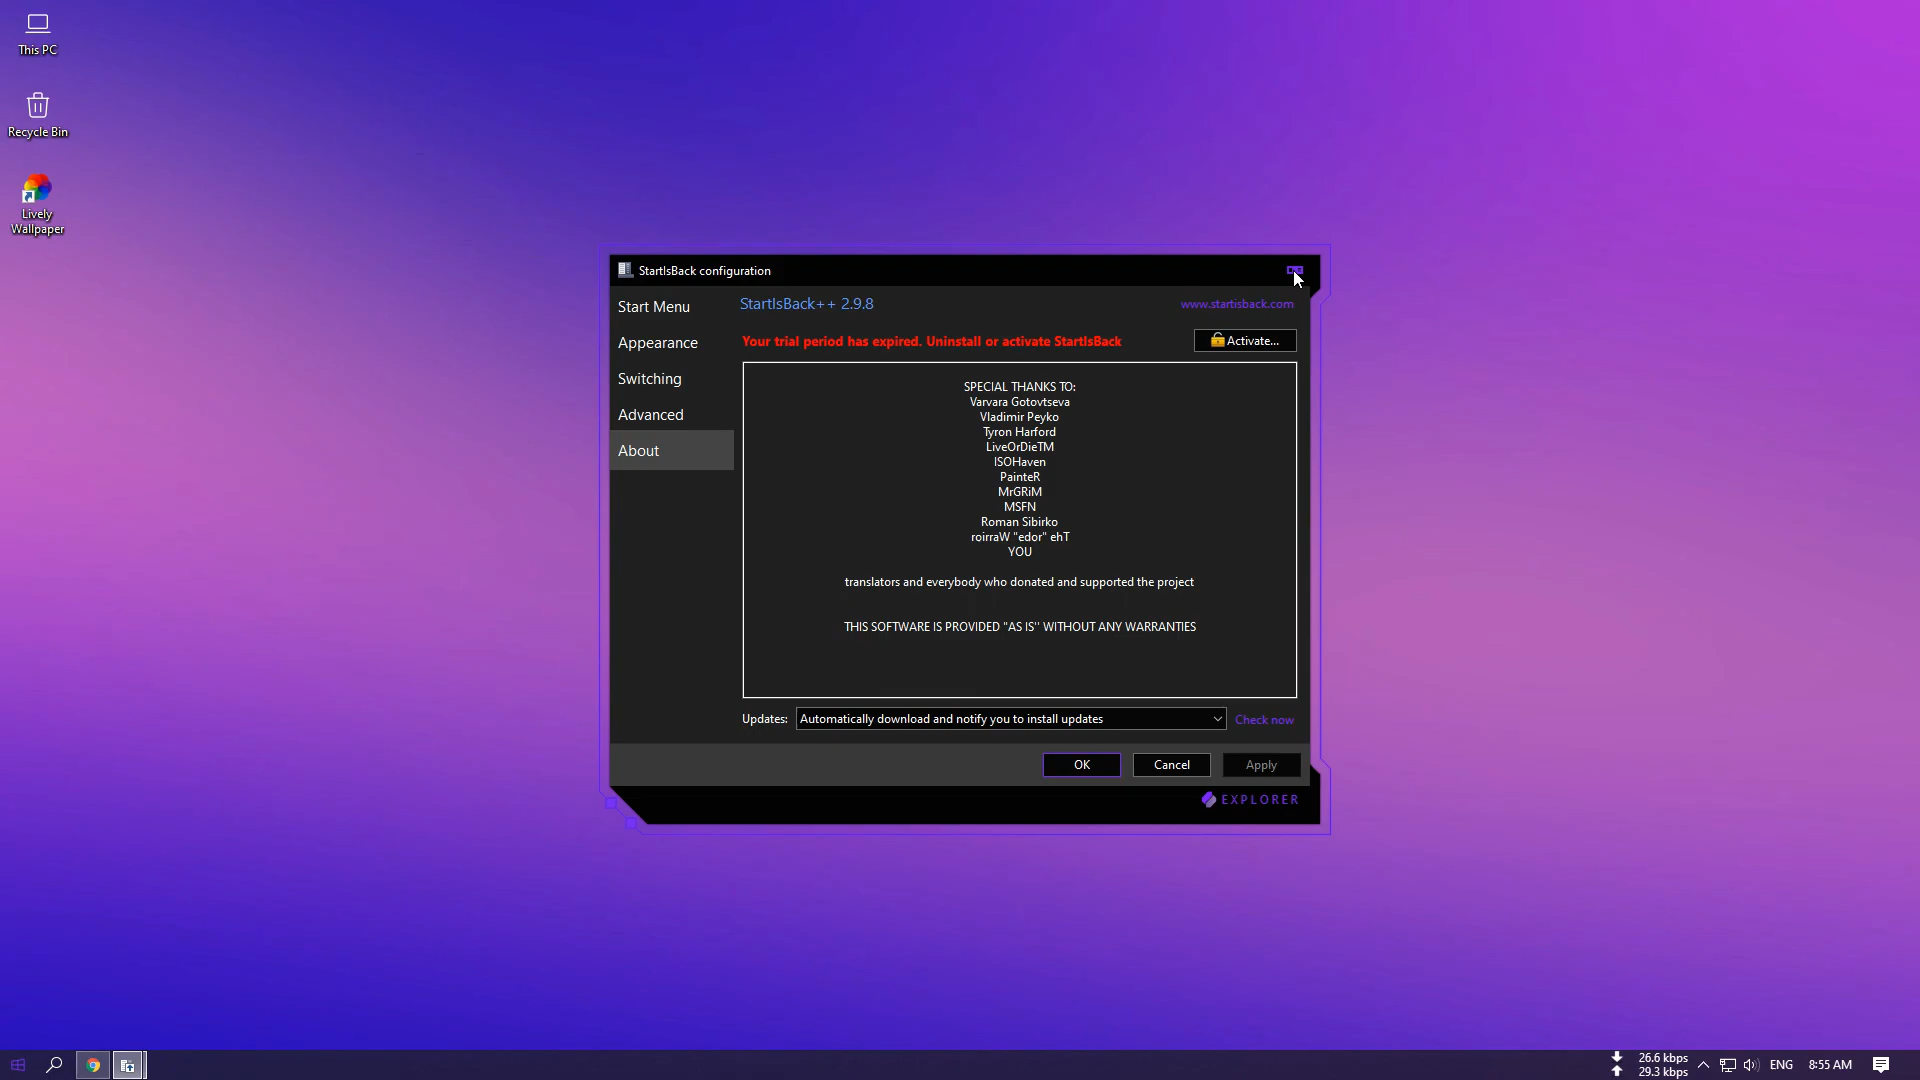 This PC
Recycle Bin
Lively
Wallpaper
StartIsBack configuration
Start Menu
Appearance
Switching
Advanced
About
StartIsBack++ 2.9.8
www.startisback.com
Your trial period has expired. Uninstall or activate StartIsBack
Activate...
SPECIAL THANKS TO:
Varvara Gotovtseva
Vladimir Peyko
Tyron Harford
LiveOrDieTM
ISOHaven
PainteR
MrGRiM
MSFN
Roman Sibirko
roirraW "edor" ehT
YOU
translators and everybody who donated and supported the project
THIS SOFTWARE IS PROVIDED "AS IS" WITHOUT ANY WARRANTIES
Updates:
Automatically download and notify you to install updates
Check now
OK
Cancel
Apply
EXPLORER
26.6 kbps
29.3 kbps
ENG
8:55 AM